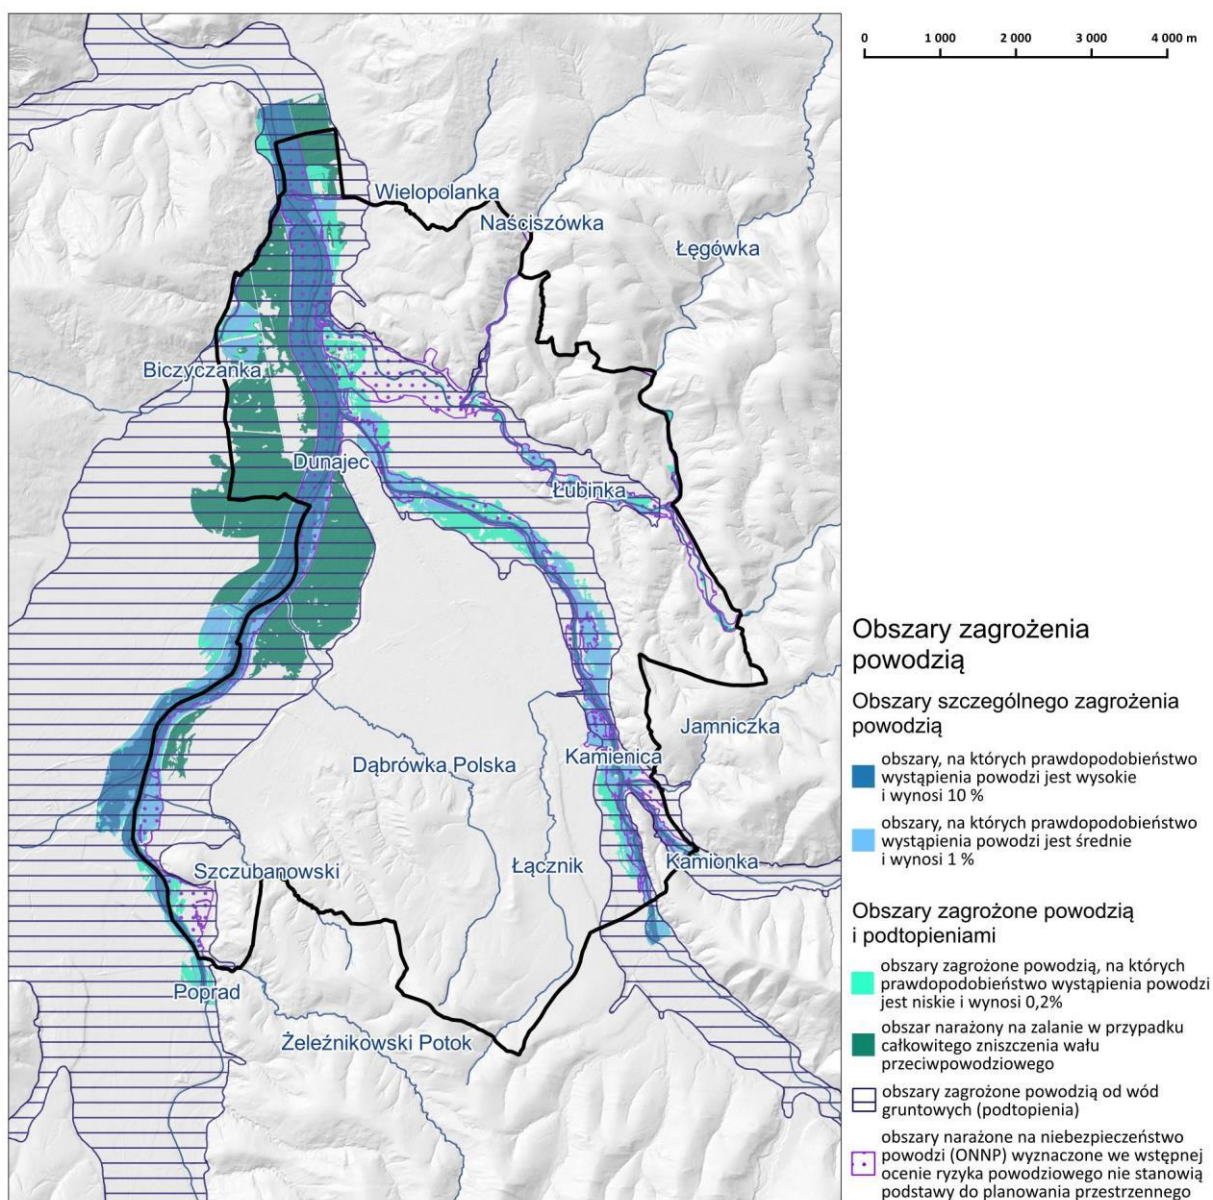 0 1 000 2 000 3 000 4 000 m
Wielopolanka
Naściszówka
Łęgówka
Biczyczanka
Dunajec
Łubinka
Jamniczka
Kamienica
Dąbrówka Polska
Kamionka
Łącznik
Szczubanowski
Poprad
Żeleźnikowski Potok
Obszary zagrożenia
powodzią
Obszary szczególnego zagrożenia
powodzią
obszary, na których prawdopodobieństwo
wystąpienia powodzi jest wysokie
i wynosi 10 %
obszary, na których prawdopodobieństwo
wystąpienia powodzi jest średnie
i wynosi 1 %
Obszary zagrożone powodzią
i podtopieniami
obszary zagrożone powodzią, na których
prawdopodobieństwo wystąpienia powodzi
jest niskie i wynosi 0,2%
obszar narażony na zalanie w przypadku
całkowitego zniszczenia wału
przeciwpowodziowego
obszary zagrożone powodzią od wód
gruntowych (podtopienia)
obszary narażone na niebezpieczeństwo
powodzi (ONNP) wyznaczone we wstępnej
ocenie ryzyka powodziowego nie stanowią
podstawy do planowania przestrzennego